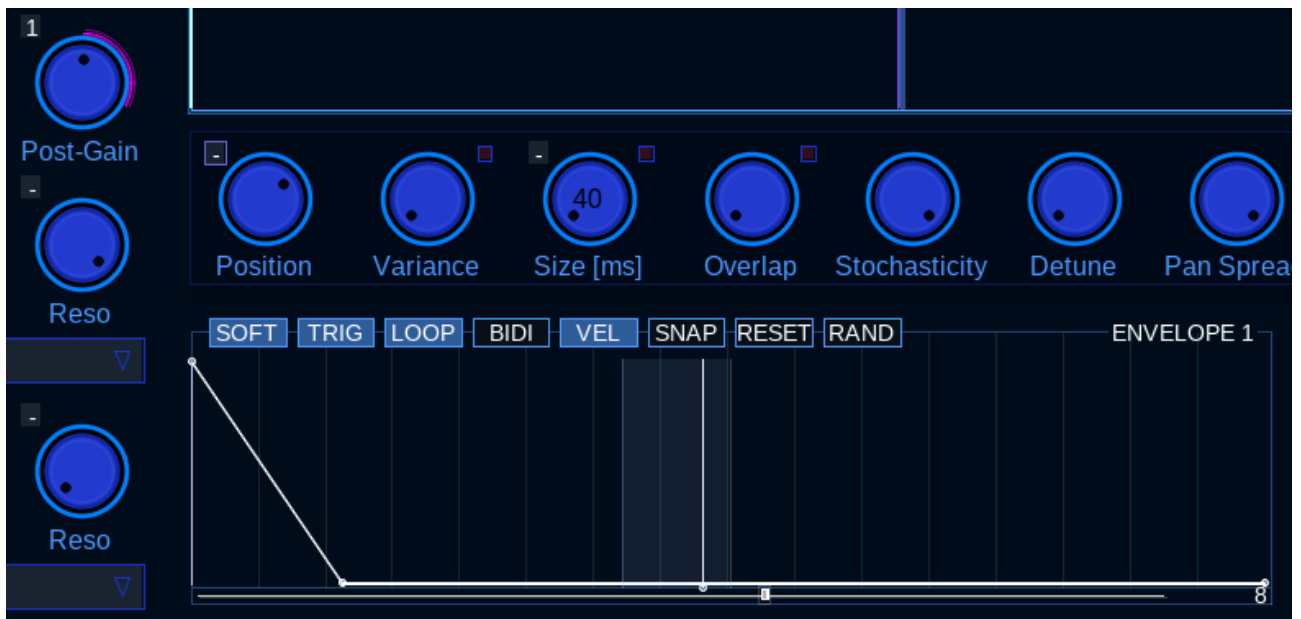 1
Post-Gain
-
Reso
-
Reso
- - 40
Position Variance Size [ms] Overlap Stochasticity Detune Pan Sprea
SOFT TRIG LOOP BIDI VEL SNAP RESET RAND ENVELOPE 1
8